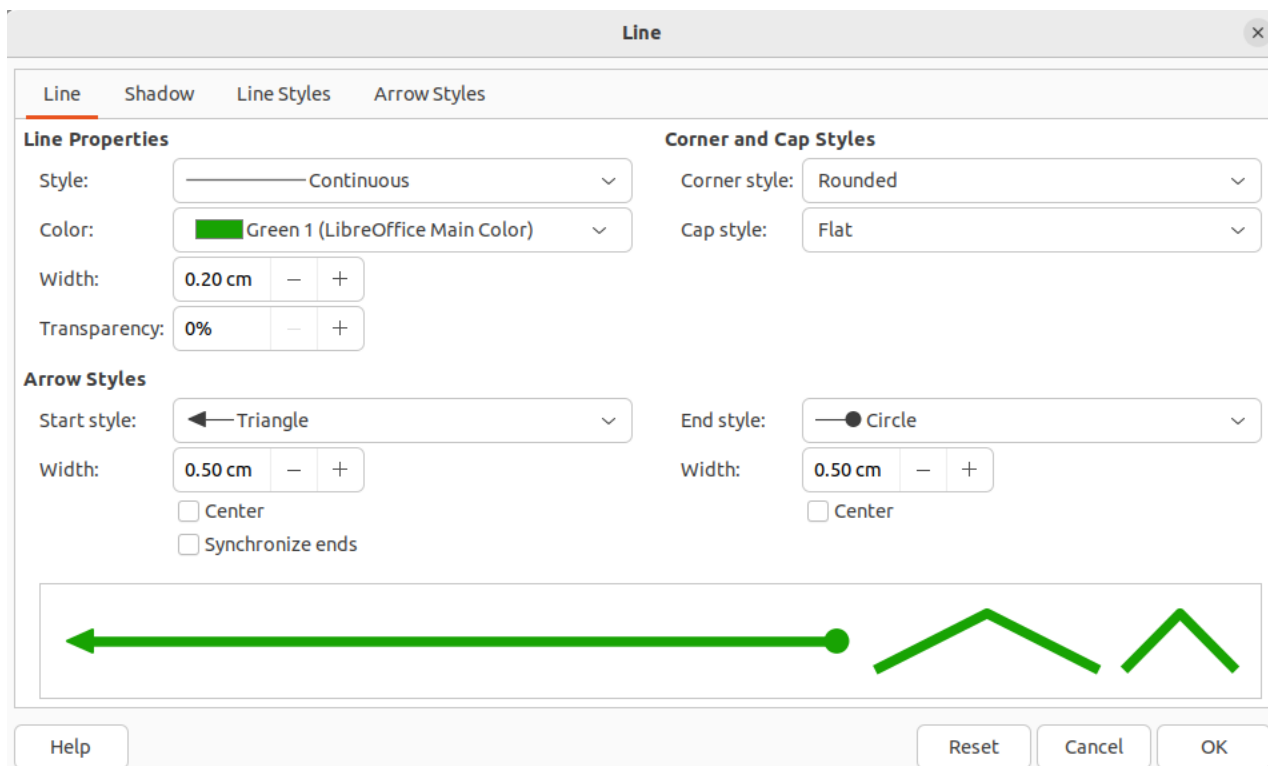 Line
Line Shadow Line Styles Arrow Styles
Line Properties
Style: Continuous
Color: Green 1 (LibreOffice Main Color)
Width: 0.20 cm
Transparency: 0%
Corner and Cap Styles
Corner style: Rounded
Cap style: Flat
Arrow Styles
Start style: Triangle
Width: 0.50 cm
Center
Synchronize ends
End style: Circle
Width: 0.50 cm
Center
Help Reset Cancel OK